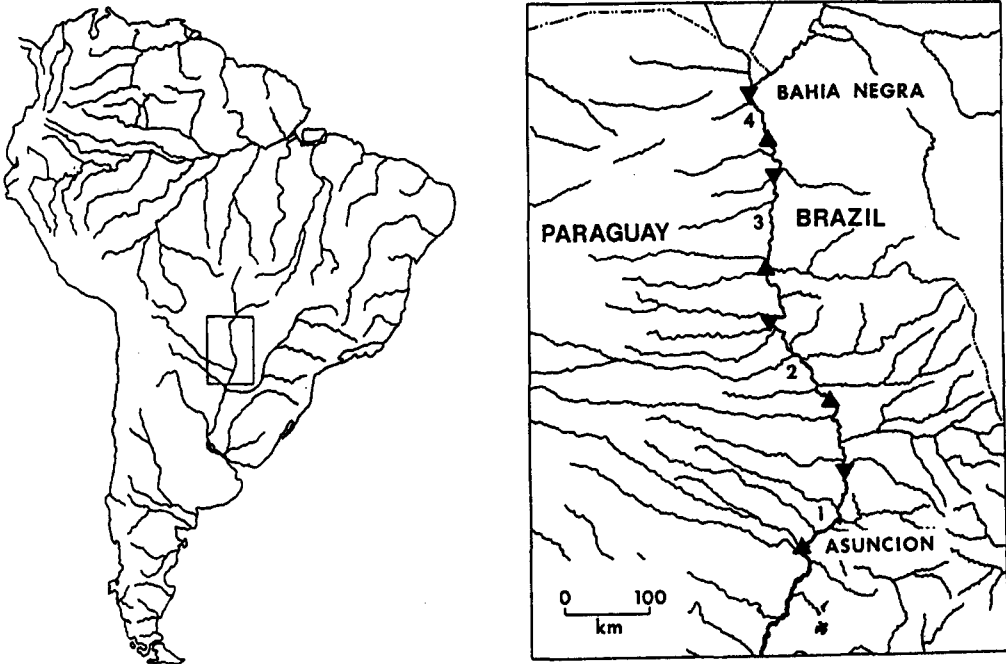 BAHIA NEGRA
4
3
PARAGUAY
BRAZIL
2
1
ASUNCION
0 100
km